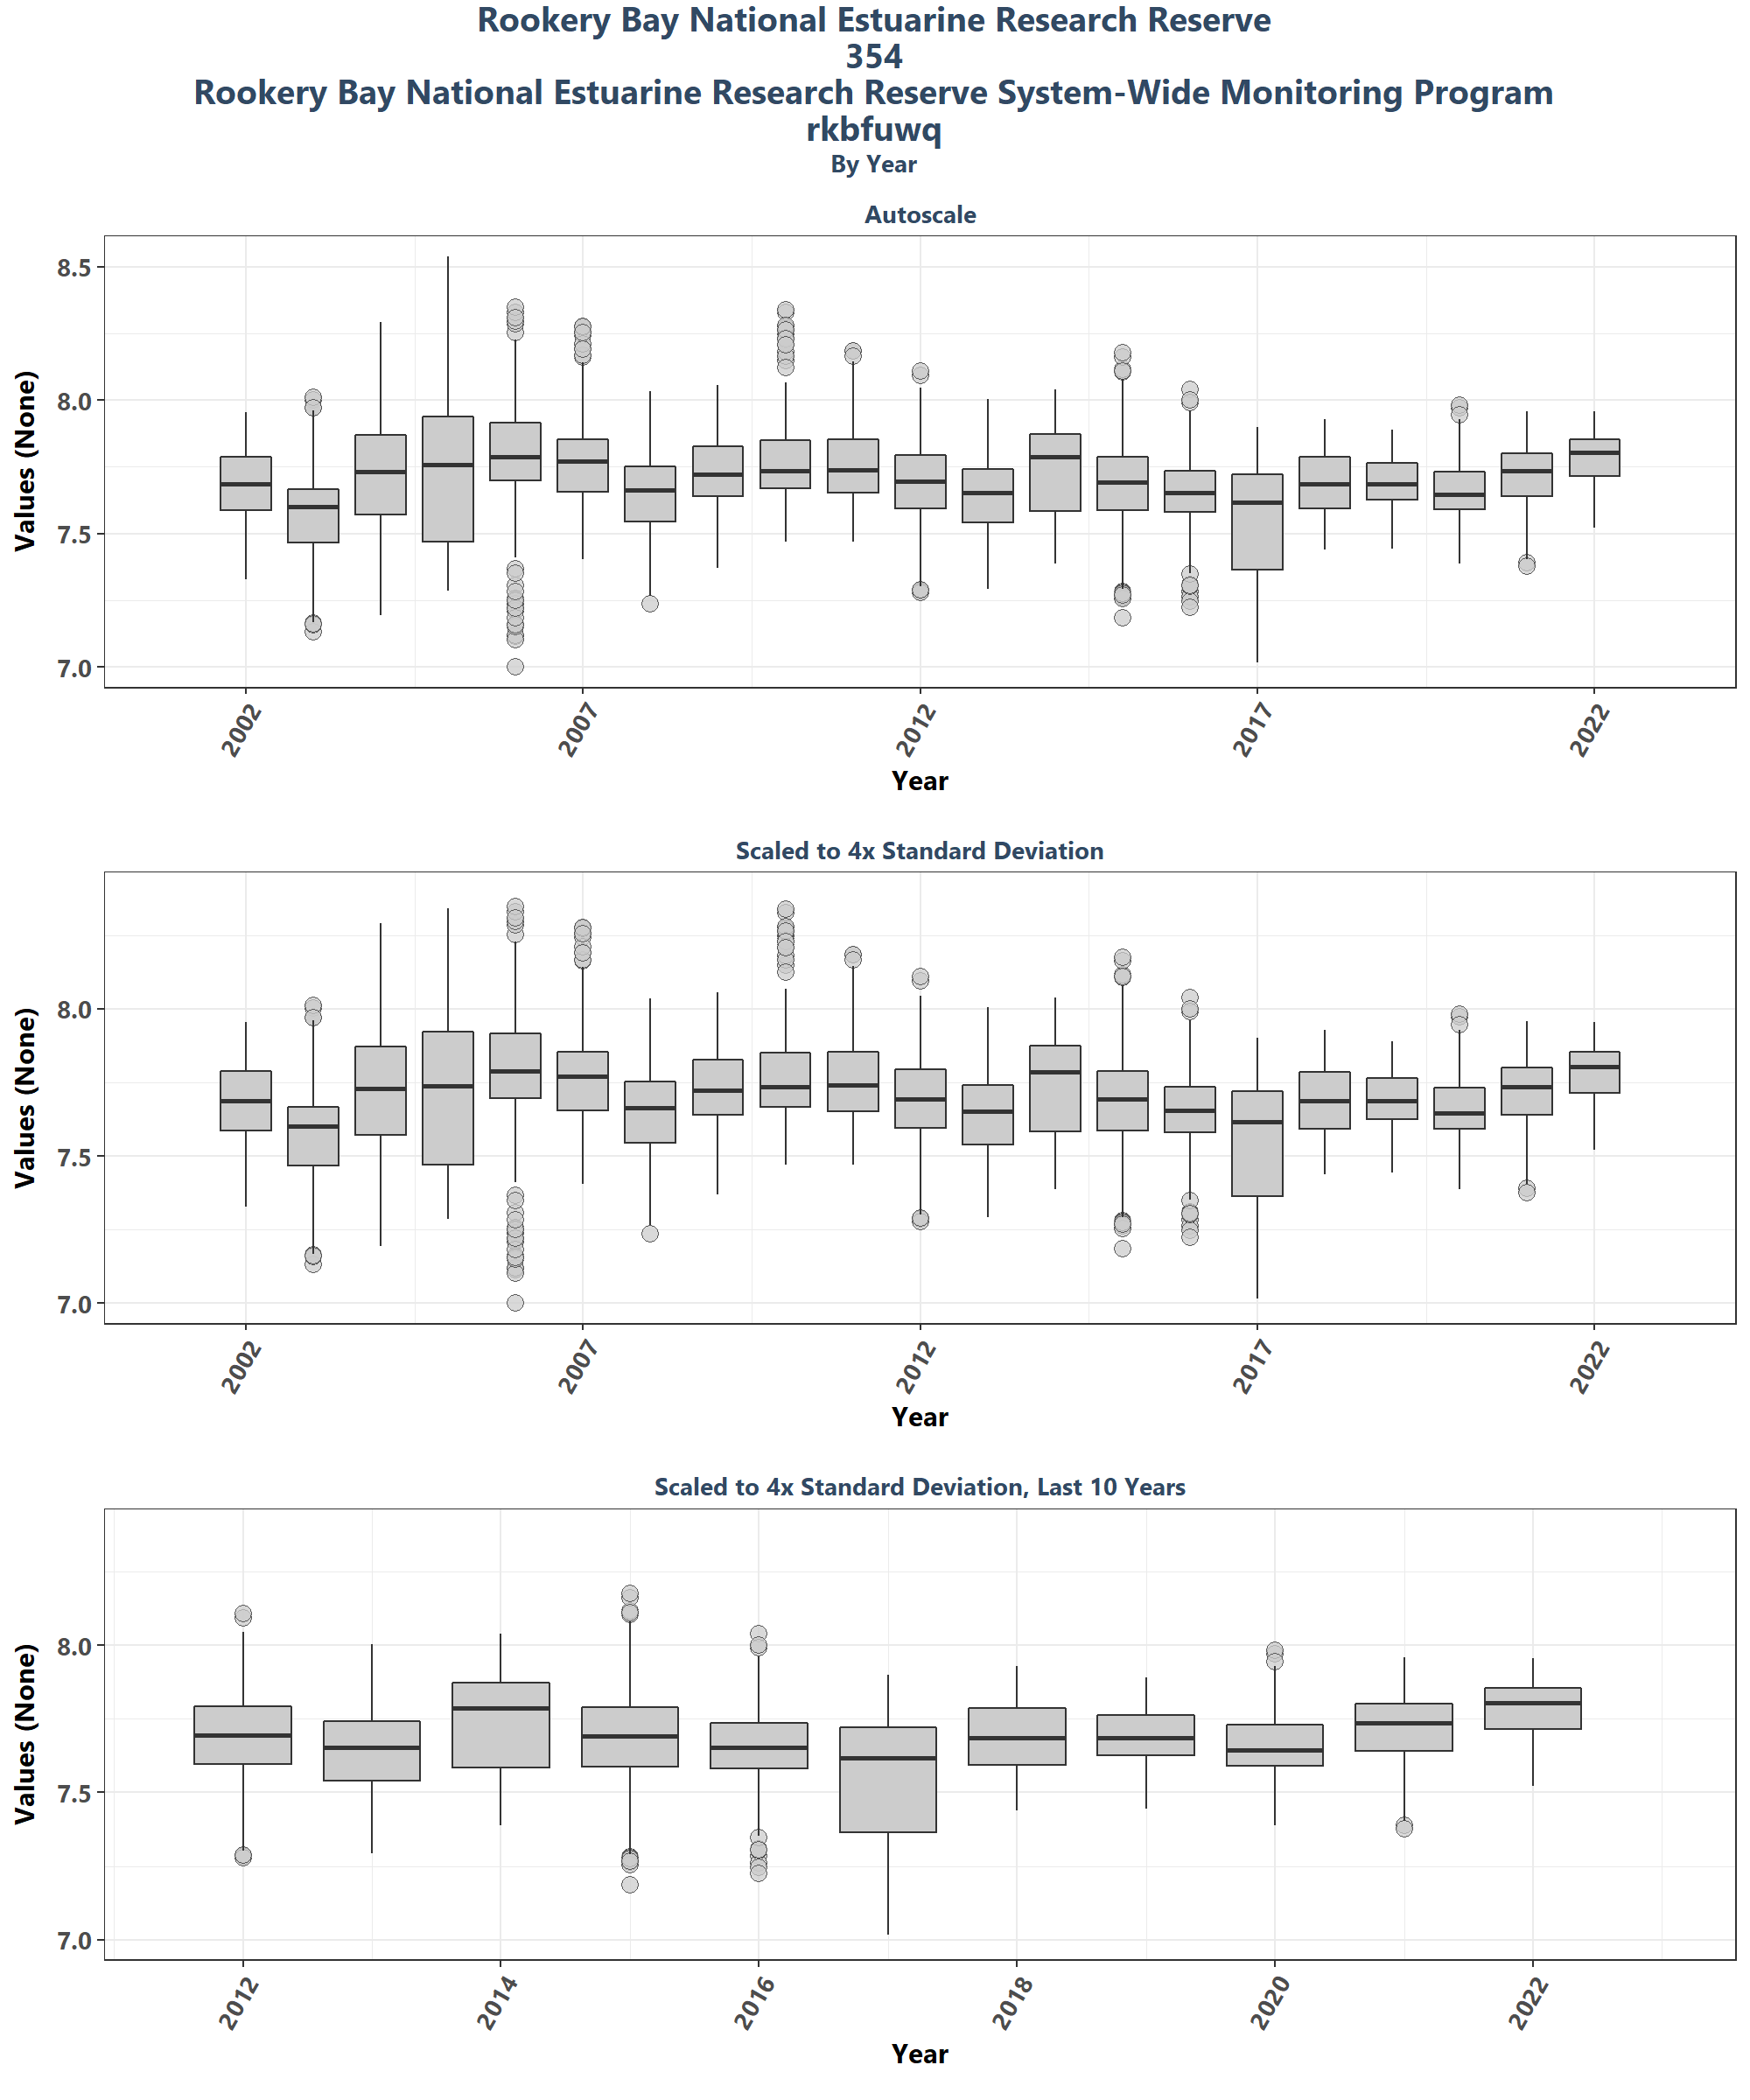 Rookery Bay National Estuarine Research Reserve
354
Rookery Bay National Estuarine Research Reserve System-Wide Monitoring Program
rkbfuwq
By Year
Autoscale
Values (None)
8.5
8.0
7.5
7.0
2002 2007 2012 2017 2022
Year
Scaled to 4x Standard Deviation
Values (None)
8.0
7.5
7.0
2002 2007 2012 2017 2022
Year
Scaled to 4x Standard Deviation, Last 10 Years
Values (None)
8.0
7.5
7.0
2012 2014 2016 2018 2020 2022
Year